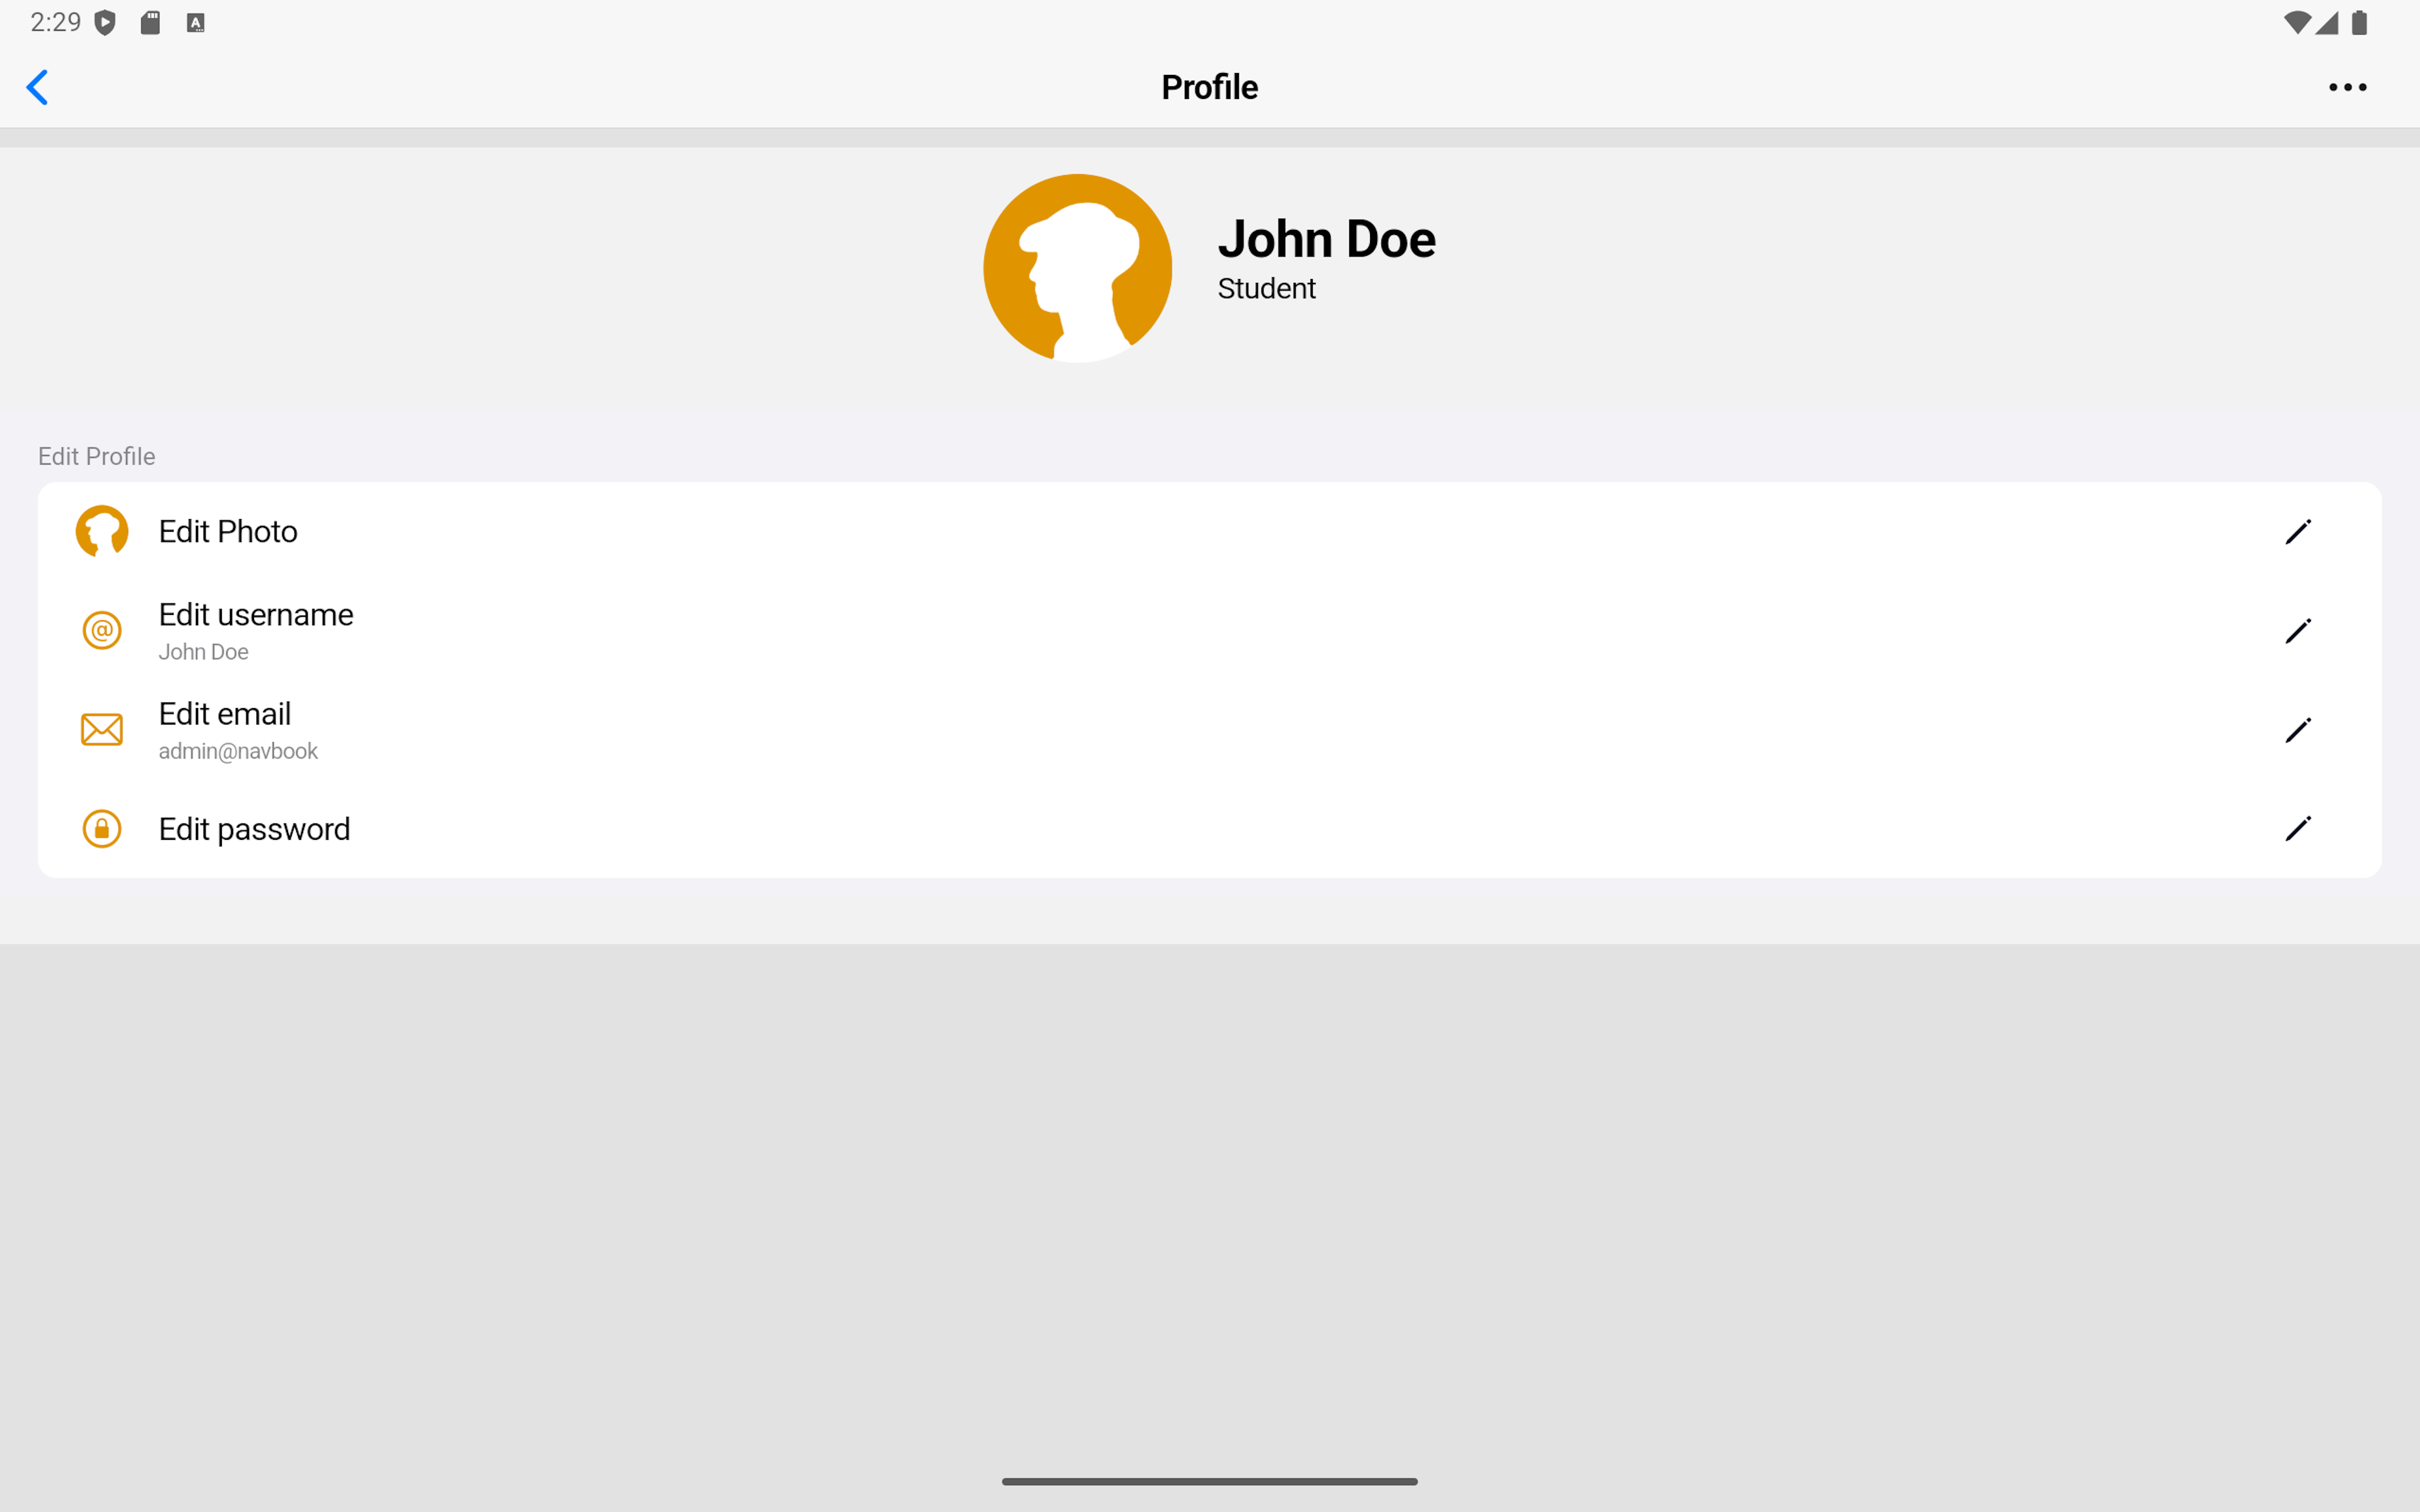 2:29
Profile
John Doe
Student
Edit Profile
Edit Photo
Edit username
John Doe
Edit email
admin@navbook
Edit password